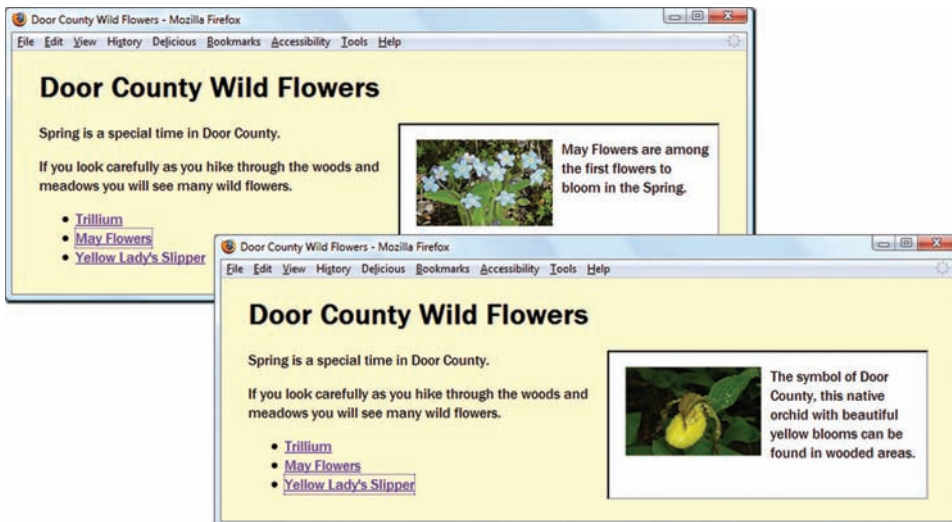 Door County Wild Flowers - Mozilla Firefox
File Edit View History Delicious Bookmarks Accessibility Tools Help
Door County Wild Flowers
Spring is a special time in Door County.
If you look carefully as you hike through the woods and
meadows you will see many wild flowers.
Trillium
May Flowers
Yellow Lady's Slipper
May Flowers are among
the first flowers to
bloom in the Spring.
Door County Wild Flowers - Mozilla Firefox
File Edit View History Delicious Bookmarks Accessibility Tools Help
Door County Wild Flowers
Spring is a special time in Door County.
If you look carefully as you hike through the woods and
meadows you will see many wild flowers.
Trillium
May Flowers
Yellow Lady's Slipper
The symbol of Door
County, this native
orchid with beautiful
yellow blooms can be
found in wooded areas.